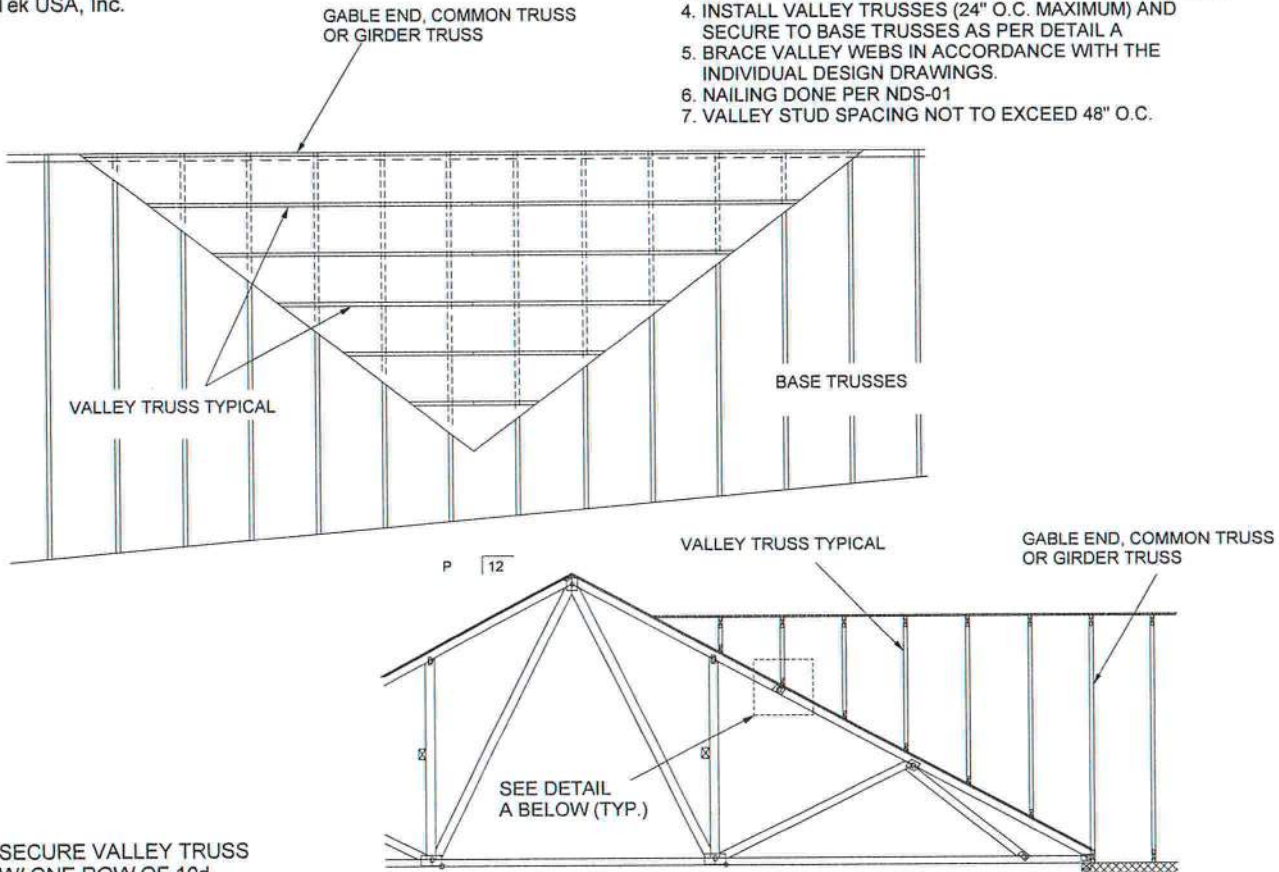 Tek USA, Inc.
GABLE END, COMMON TRUSS
OR GIRDER TRUSS
4. INSTALL VALLEY TRUSSES (24" O.C. MAXIMUM) AND
SECURE TO BASE TRUSSES AS PER DETAIL A
5. BRACE VALLEY WEBS IN ACCORDANCE WITH THE
INDIVIDUAL DESIGN DRAWINGS.
6. NAILING DONE PER NDS-01
7. VALLEY STUD SPACING NOT TO EXCEED 48" O.C.
BASE TRUSSES
VALLEY TRUSS TYPICAL
P 12
VALLEY TRUSS TYPICAL
GABLE END, COMMON TRUSS
OR GIRDER TRUSS
SEE DETAIL
A BELOW (TYP.)
SECURE VALLEY TRUSS
W/ ONE ROW OF 10d